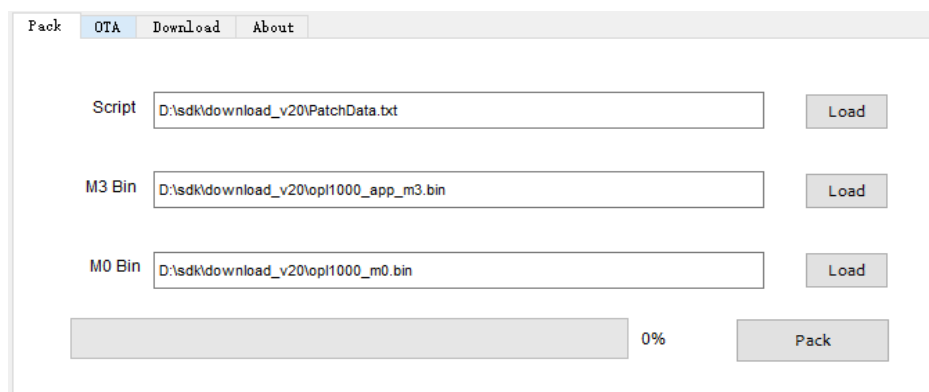 Pack OTA Download About
Script D:\sdk\download_v20\PatchData.txt Load
M3 Bin D:\sdk\download_v20\opl1000_app_m3.bin Load
M0 Bin D:\sdk\download_v20\opl1000_m0.bin Load
0% Pack